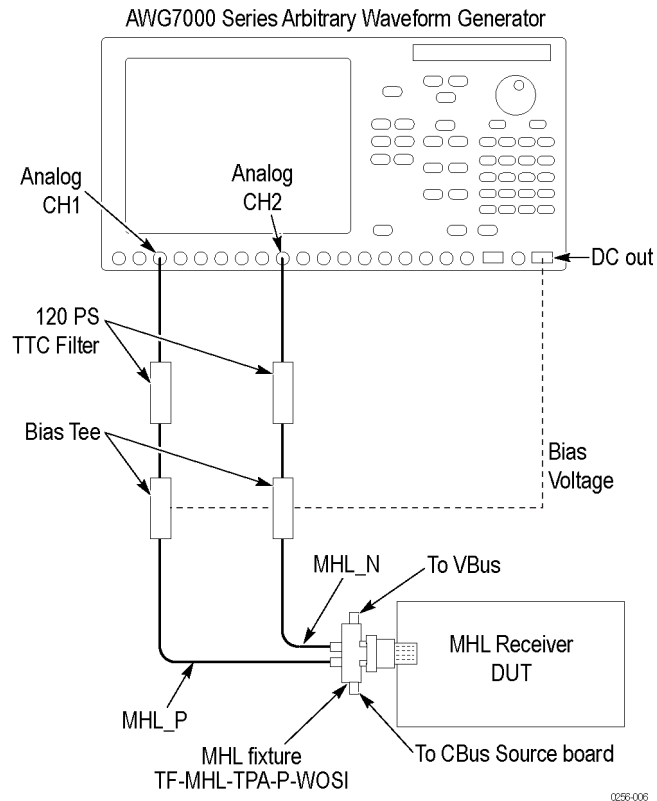 AWG7000 Series Arbitrary Waveform Generator
Analog
CH1
Analog
CH2
DC out
120 PS
TTC Filter
Bias Tee
Bias
Voltage
MHL_N
To VBus
MHL Receiver
DUT
MHL_P
MHL fixture
TF-MHL-TPA-P-WOSI
To CBus Source board
0256-006